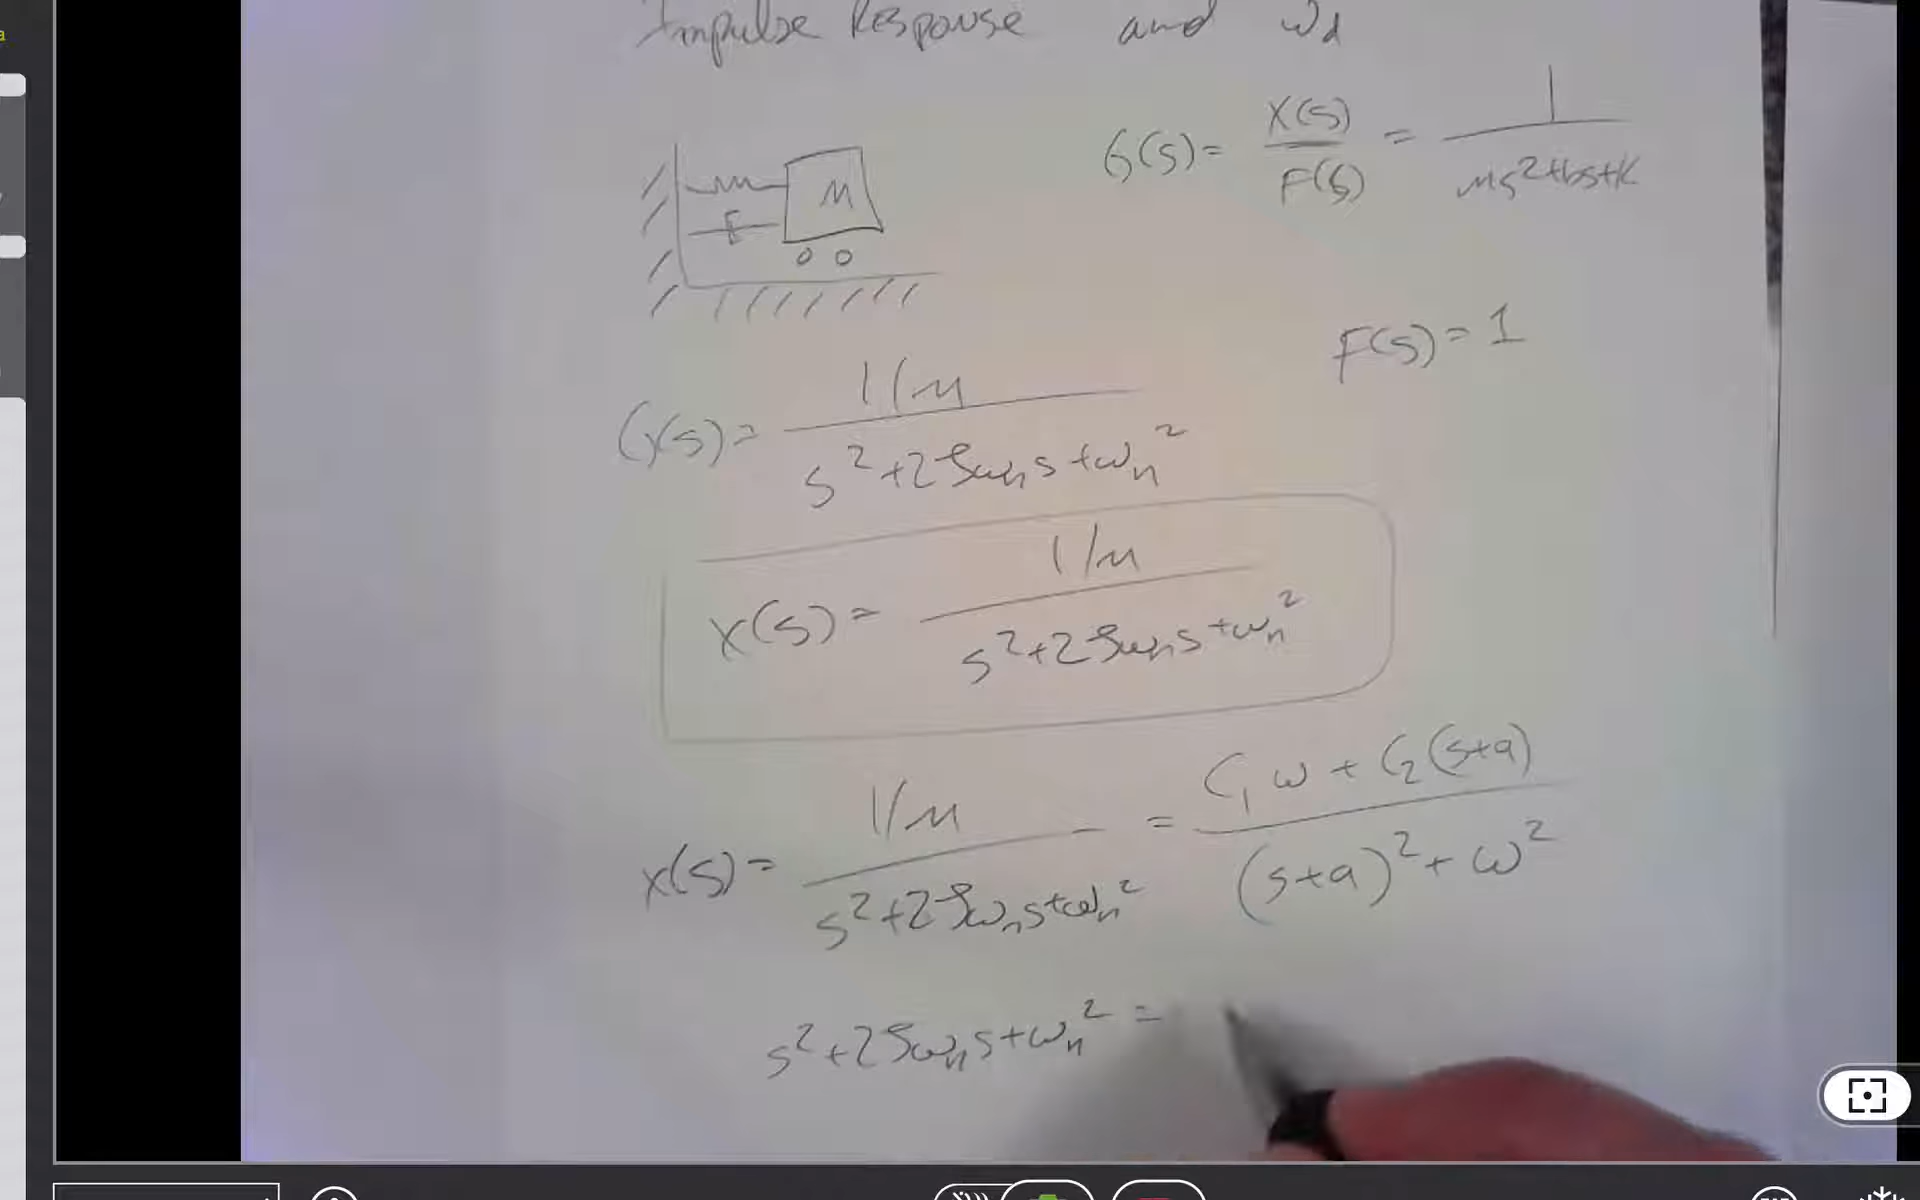 Impulse Response and ωd
G(s) = X(s) / F(s) = 1 / (Ms²+bs+K)
M
F(s) = 1
G(s) = 1/M / (s²+2ζωns+ωn²)
X(s) = 1/M / (s²+2ζωns+ωn²)
X(s) = 1/M / (s²+2ζωns+ωn²) = (C₁ω + C₂(s+a)) / ((s+a)²+ω²)
s²+2ζωns+ωn² =